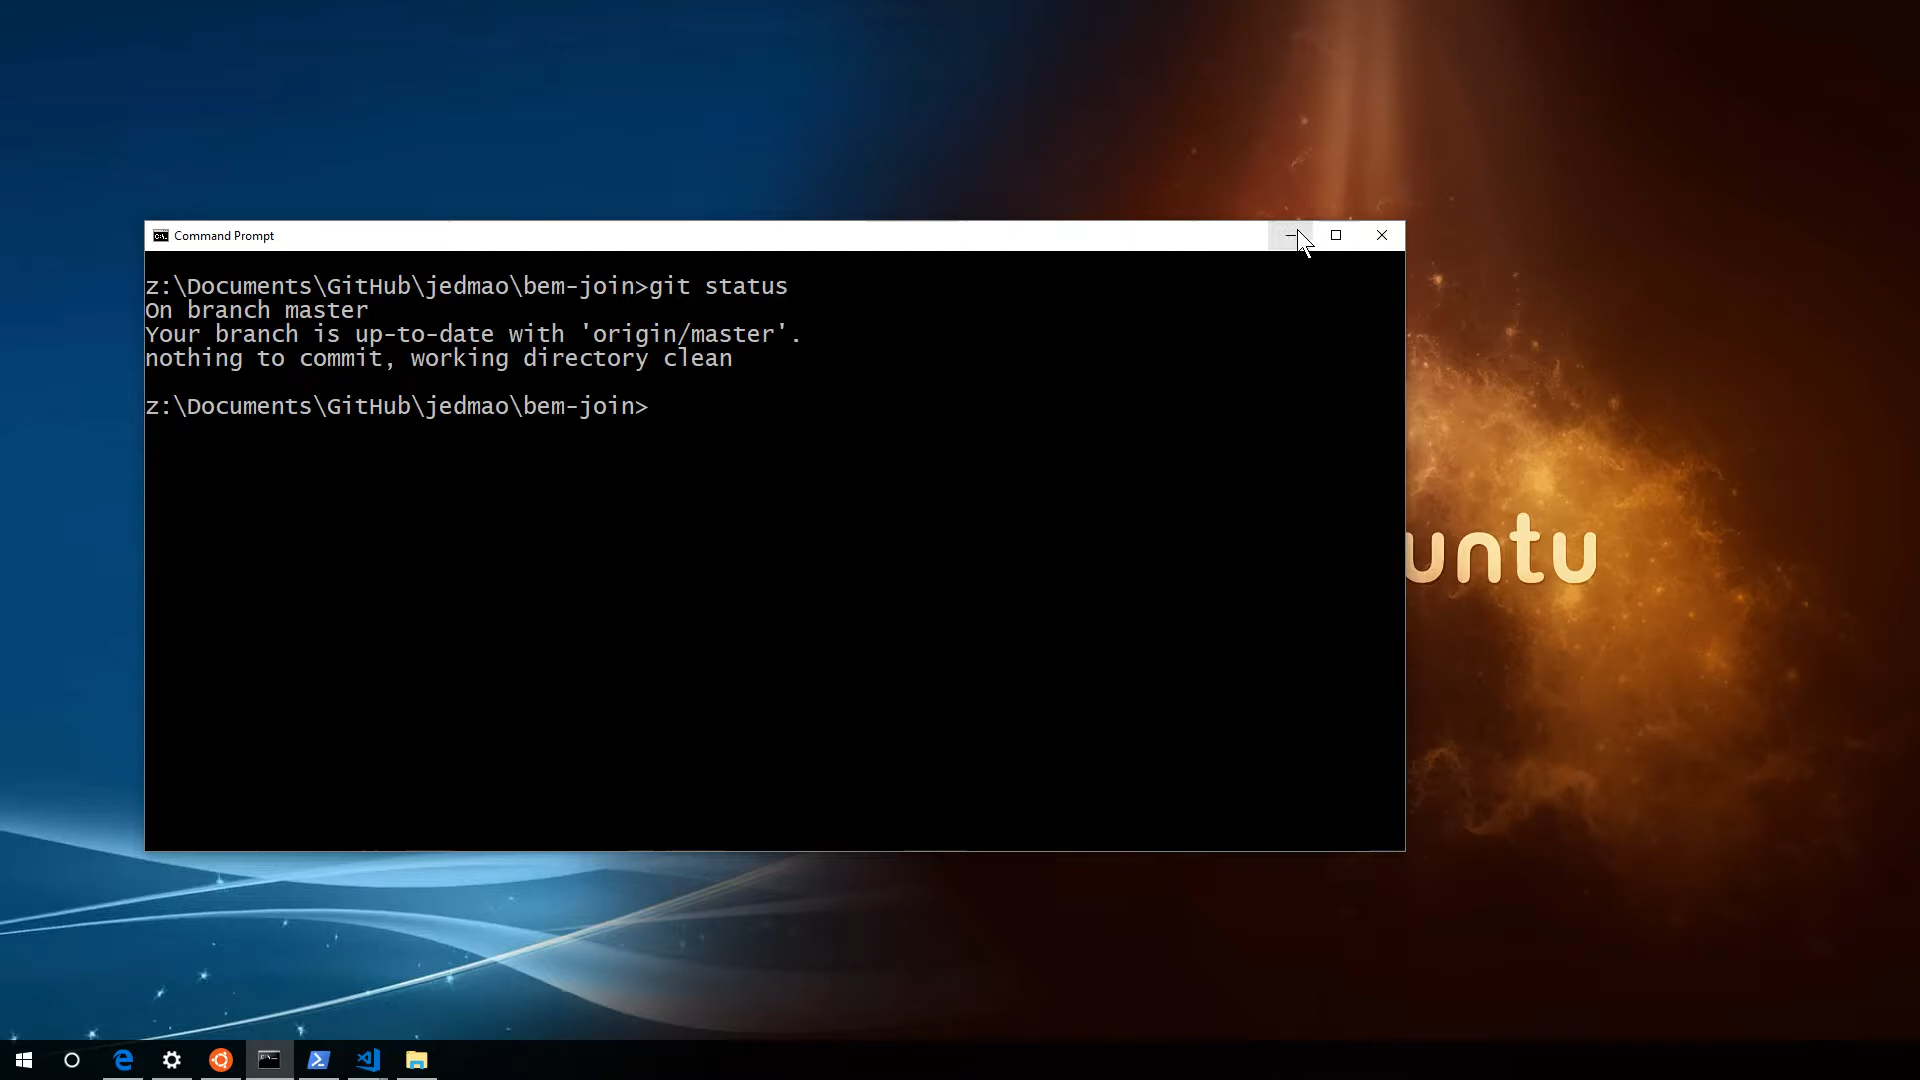 Command Prompt
z:\Documents\GitHub\jedmao\bem-join>git status
On branch master
Your branch is up-to-date with 'origin/master'.
nothing to commit, working directory clean
z:\Documents\GitHub\jedmao\bem-join>
untu